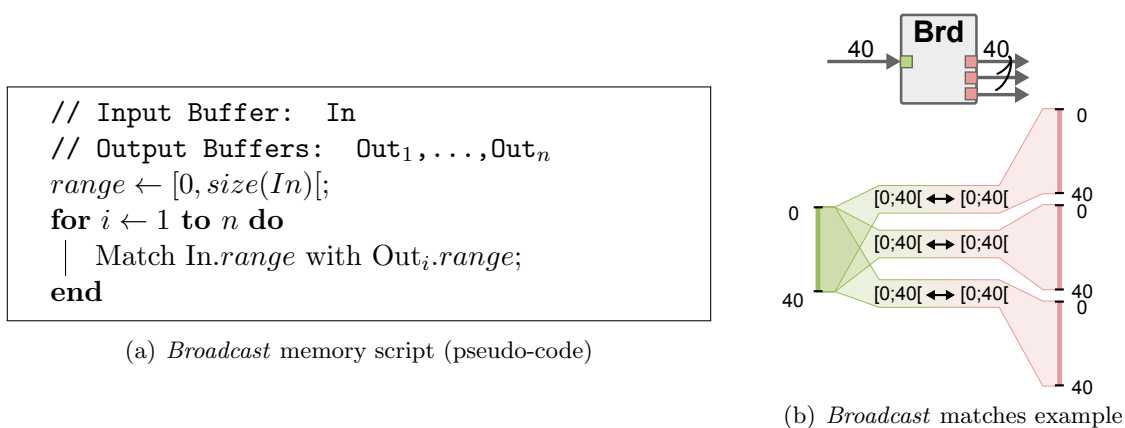 // Input Buffer: In
// Output Buffers: Out₁,...,Outₙ
range ← [0, size(In)[;
for i ← 1 to n do
Match In.range with Outᵢ.range;
end
(a) Broadcast memory script (pseudo-code)
Brd
40 40
0
[0;40[ ↔ [0;40[
0 40
0
[0;40[ ↔ [0;40[
40 40
0
[0;40[ ↔ [0;40[
40
(b) Broadcast matches example